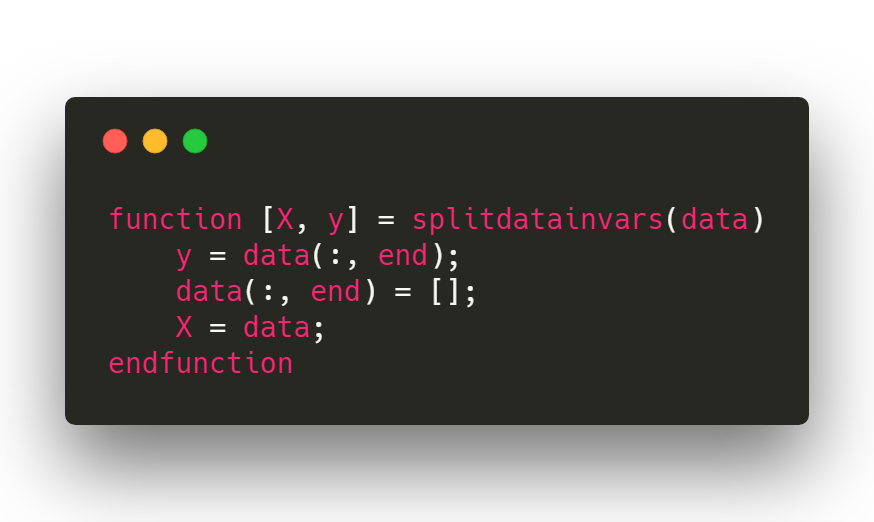 function [X, y] = splitdatainvars(data)
    y = data(:, end);
    data(:, end) = [];
    X = data;
endfunction